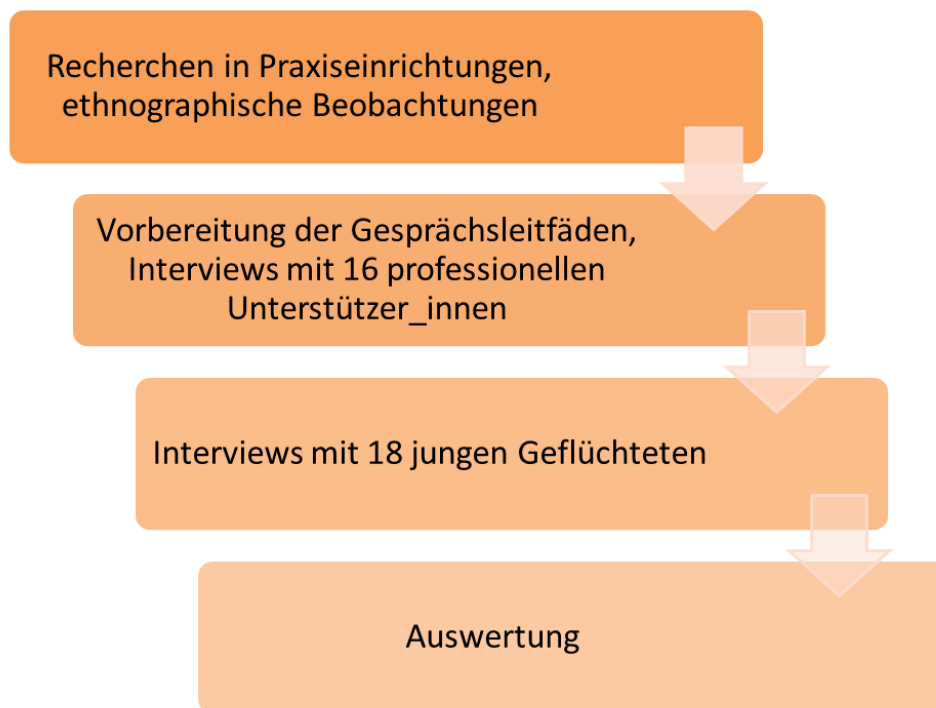 Recherchen in Praxiseinrichtungen,
ethnographische Beobachtungen
Vorbereitung der Gesprächsleitfäden,
Interviews mit 16 professionellen
Unterstützer_innen
Interviews mit 18 jungen Geflüchteten
Auswertung